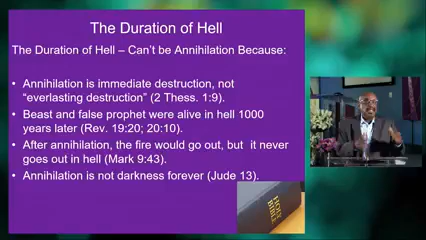 The Duration of Hell
The Duration of Hell – Can't be Annihilation Because:
• Annihilation is immediate destruction, not
"everlasting destruction" (2 Thess. 1:9).
• Beast and false prophet were alive in hell 1000
years later (Rev. 19:20; 20:10).
• After annihilation, the fire would go out, but it never
goes out in hell (Mark 9:43).
• Annihilation is not darkness forever (Jude 13).
HOLY
BIBLE